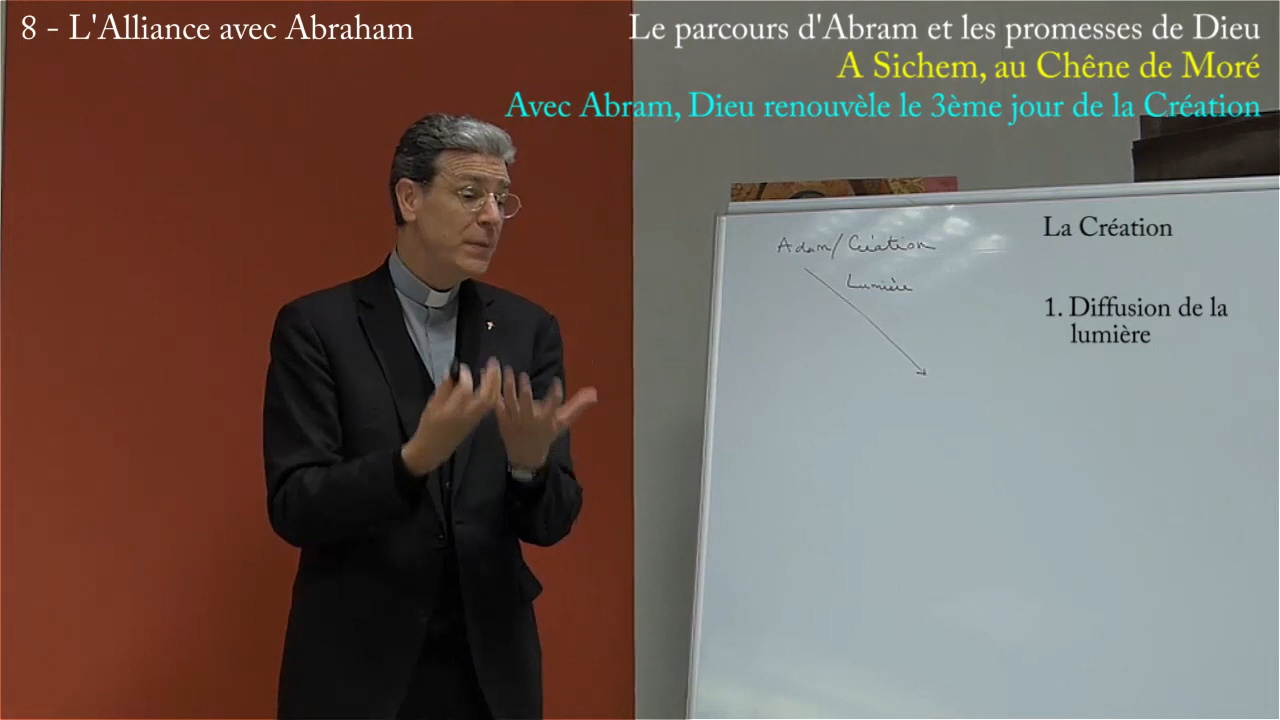 8 - L'Alliance avec Abraham
Le parcours d'Abram et les promesses de Dieu
A Sichem, au Chêne de Moré
Avec Abram, Dieu renouvèle le 3ème jour de la Création
Adam/Création
Lumière
La Création
1. Diffusion de la
lumière